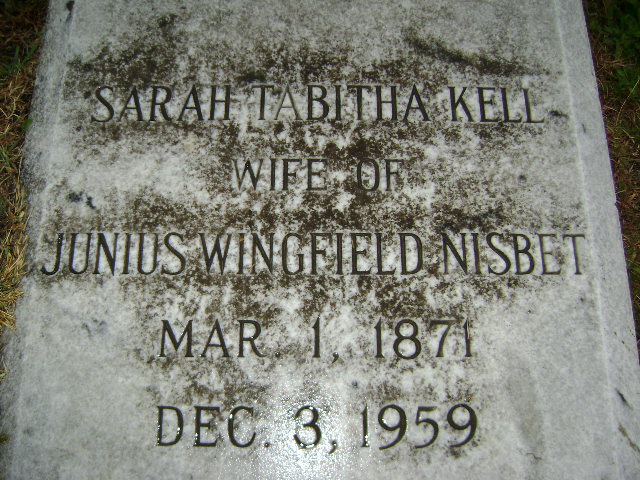 SARAH TABITHA KELL
WIFE OF
JUNIUS WINGFIELD NISBET
MAR. 1, 1871
DEC. 3, 1959